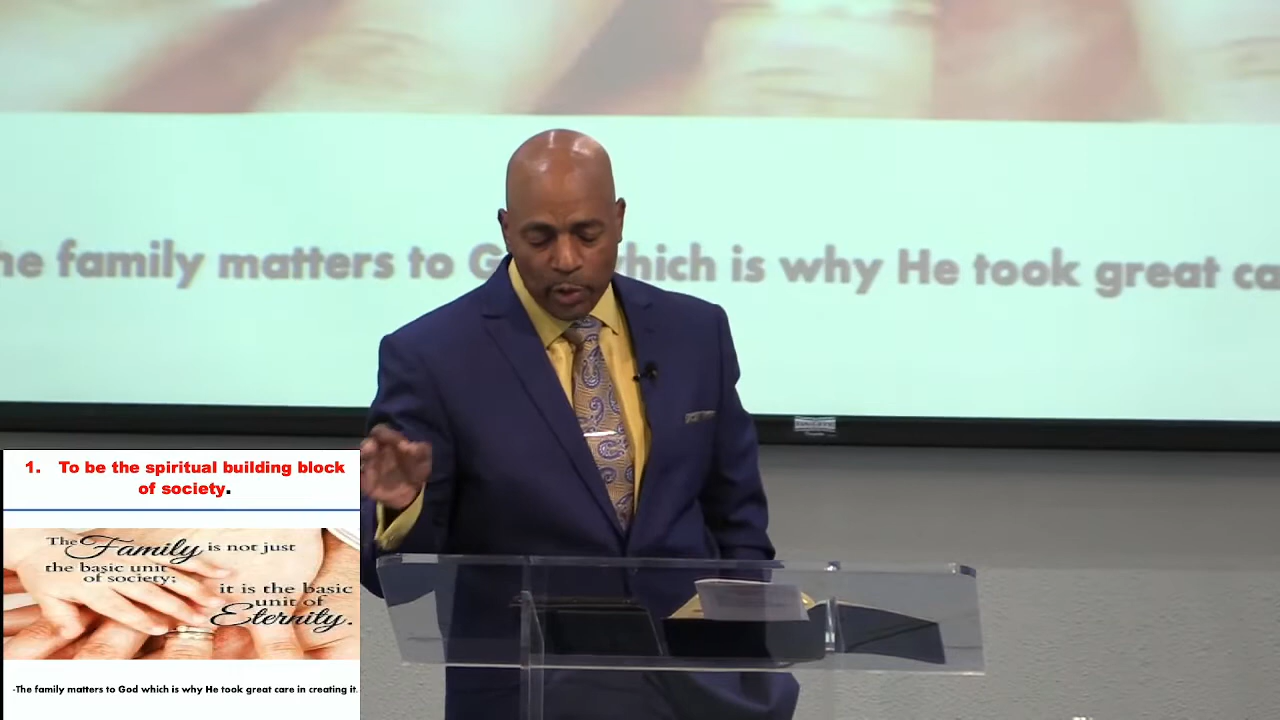 he family matters to G hich is why He took great ca
1. To be the spiritual building block
of society.
The Family is not just
the basic unit
of society;
it is the basic
unit of
Eternity.
-The family matters to God which is why He took great care in creating it.